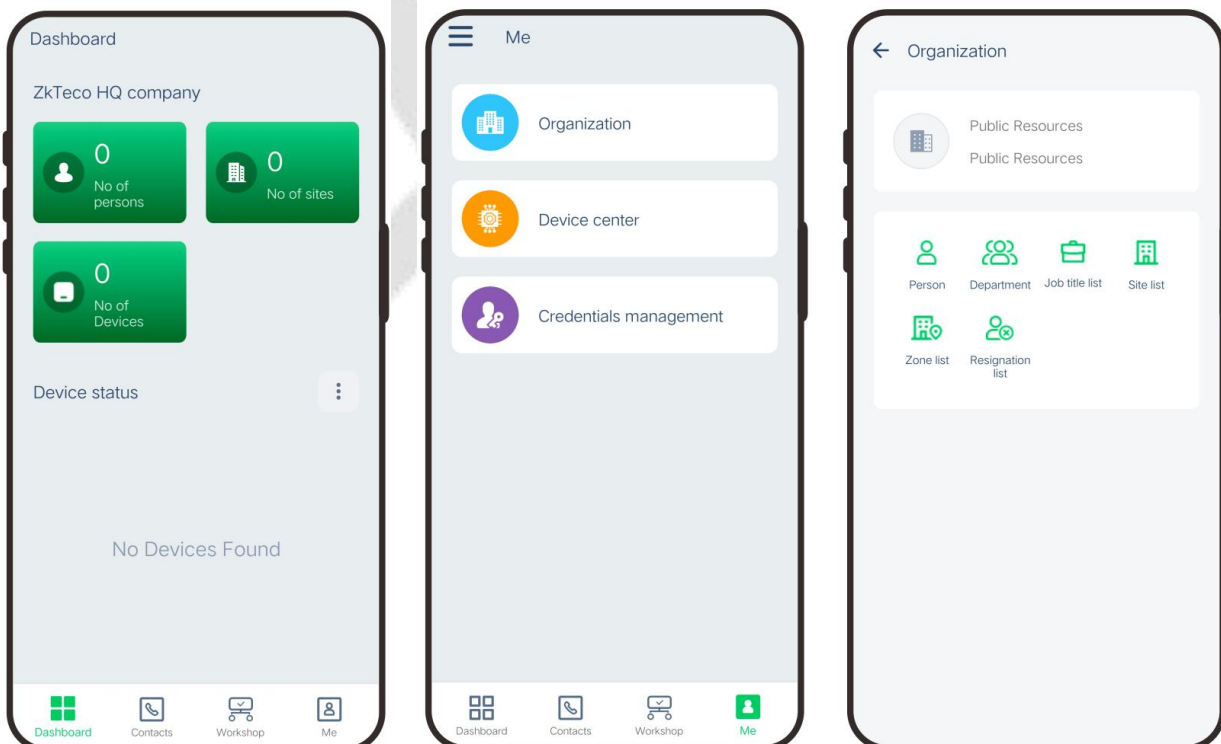 Dashboard
ZkTeco HQ company
0
No of
persons
0
No of sites
0
No of
Devices
Device status
No Devices Found
Dashboard
Contacts
Workshop
Me
Me
Organization
Device center
Credentials management
Dashboard
Contacts
Workshop
Me
Organization
Public Resources
Public Resources
Person
Department
Job title list
Site list
Zone list
Resignation
list